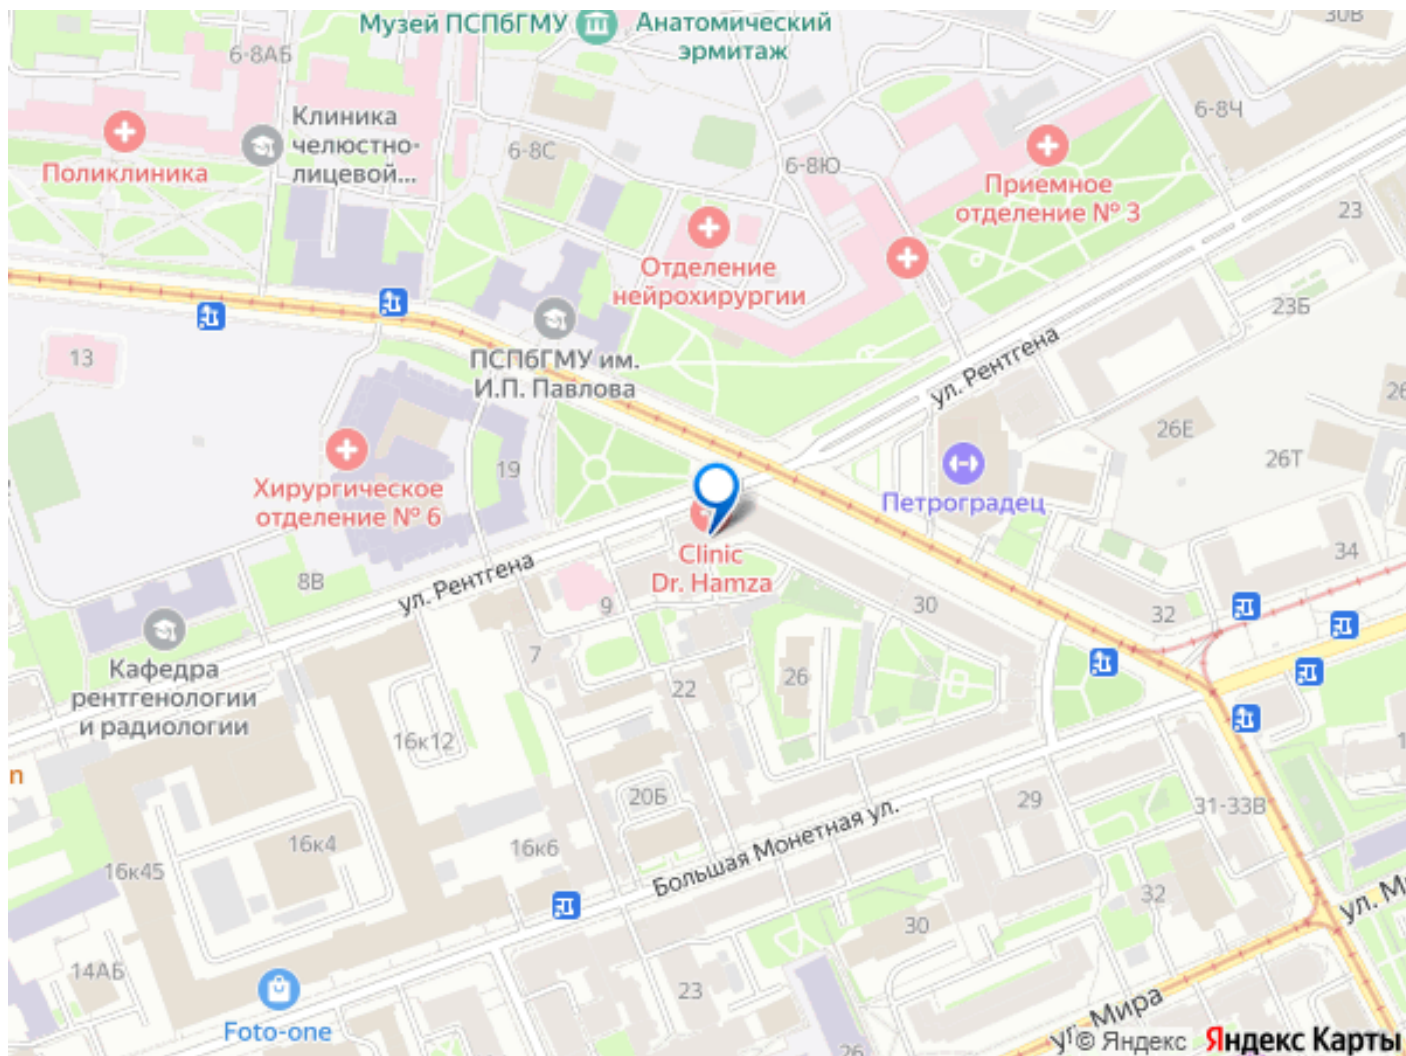 Музей ПСПбГМУ
Анатомический
эрмитаж
30В
6-8АБ
Клиника
челюстно-
лицевой...
Поликлиника
6-8С
6-8Ю
6-8Ч
Приемное
отделение № 3
23
Отделение
нейрохирургии
23Б
13
ПСПбГМУ им.
И.П. Павлова
ул. Рентгена
26
26Е
26Т
19
Хирургическое
отделение № 6
Петроградец
Clinic
Dr. Hamza
34
8В
ул. Рентгена
9
30
32
7
Кафедра
рентгенологии
и радиологии
22
26
16к12
n
20Б
29
31-33В
Большая Монетная ул.
16к4
16к6
16к45
32
30
14АБ
23
Foto-one
ул. М
ул. Мира
26
© Яндекс
Яндекс Карты